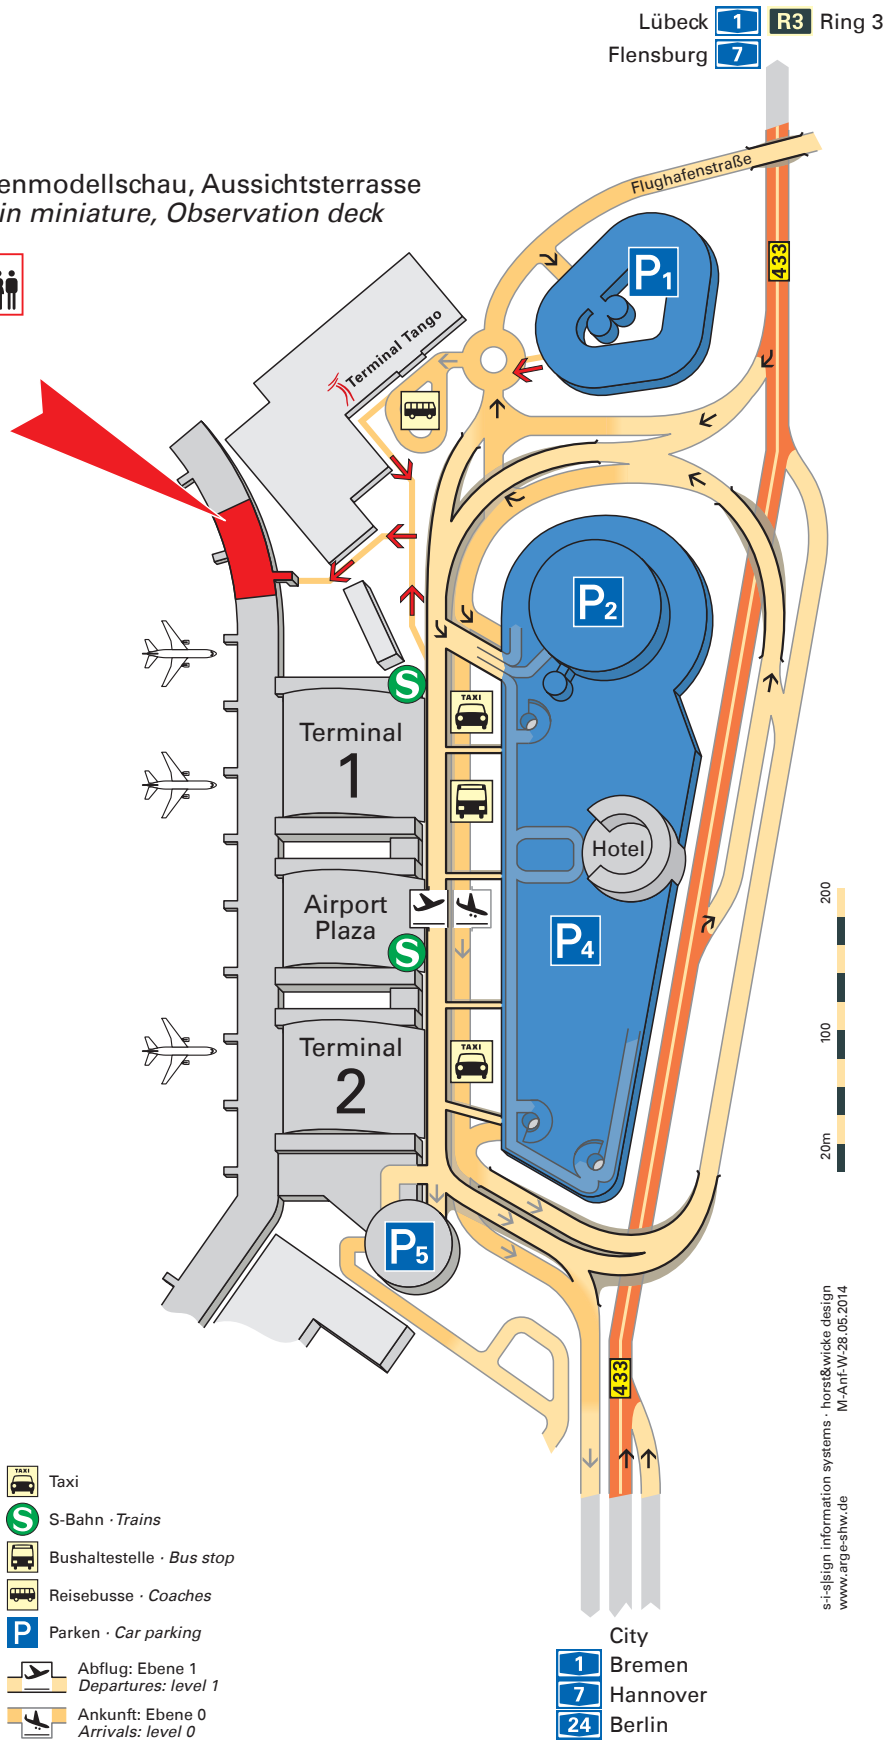 Lübeck 1 R3 Ring 3
Flensburg 7
Flughafenstraße
enmodellschau, Aussichtsterrasse
in miniature, Observation deck
P1
433
Terminal Tango
P2
S
TAXI
Terminal
1
Hotel
Airport
Plaza
S
P4
200
100
20m
Terminal
2
TAXI
P5
433
s-i-s|sign information systems · horst&wicke design
M-Anf-W-28.05.2014
www.arge-shw.de
TAXI
Taxi
S
S-Bahn · Trains
Bushaltestelle · Bus stop
Reisebusse · Coaches
P
Parken · Car parking
Abflug: Ebene 1
Departures: level 1
Ankunft: Ebene 0
Arrivals: level 0
City
1 Bremen
7 Hannover
24 Berlin